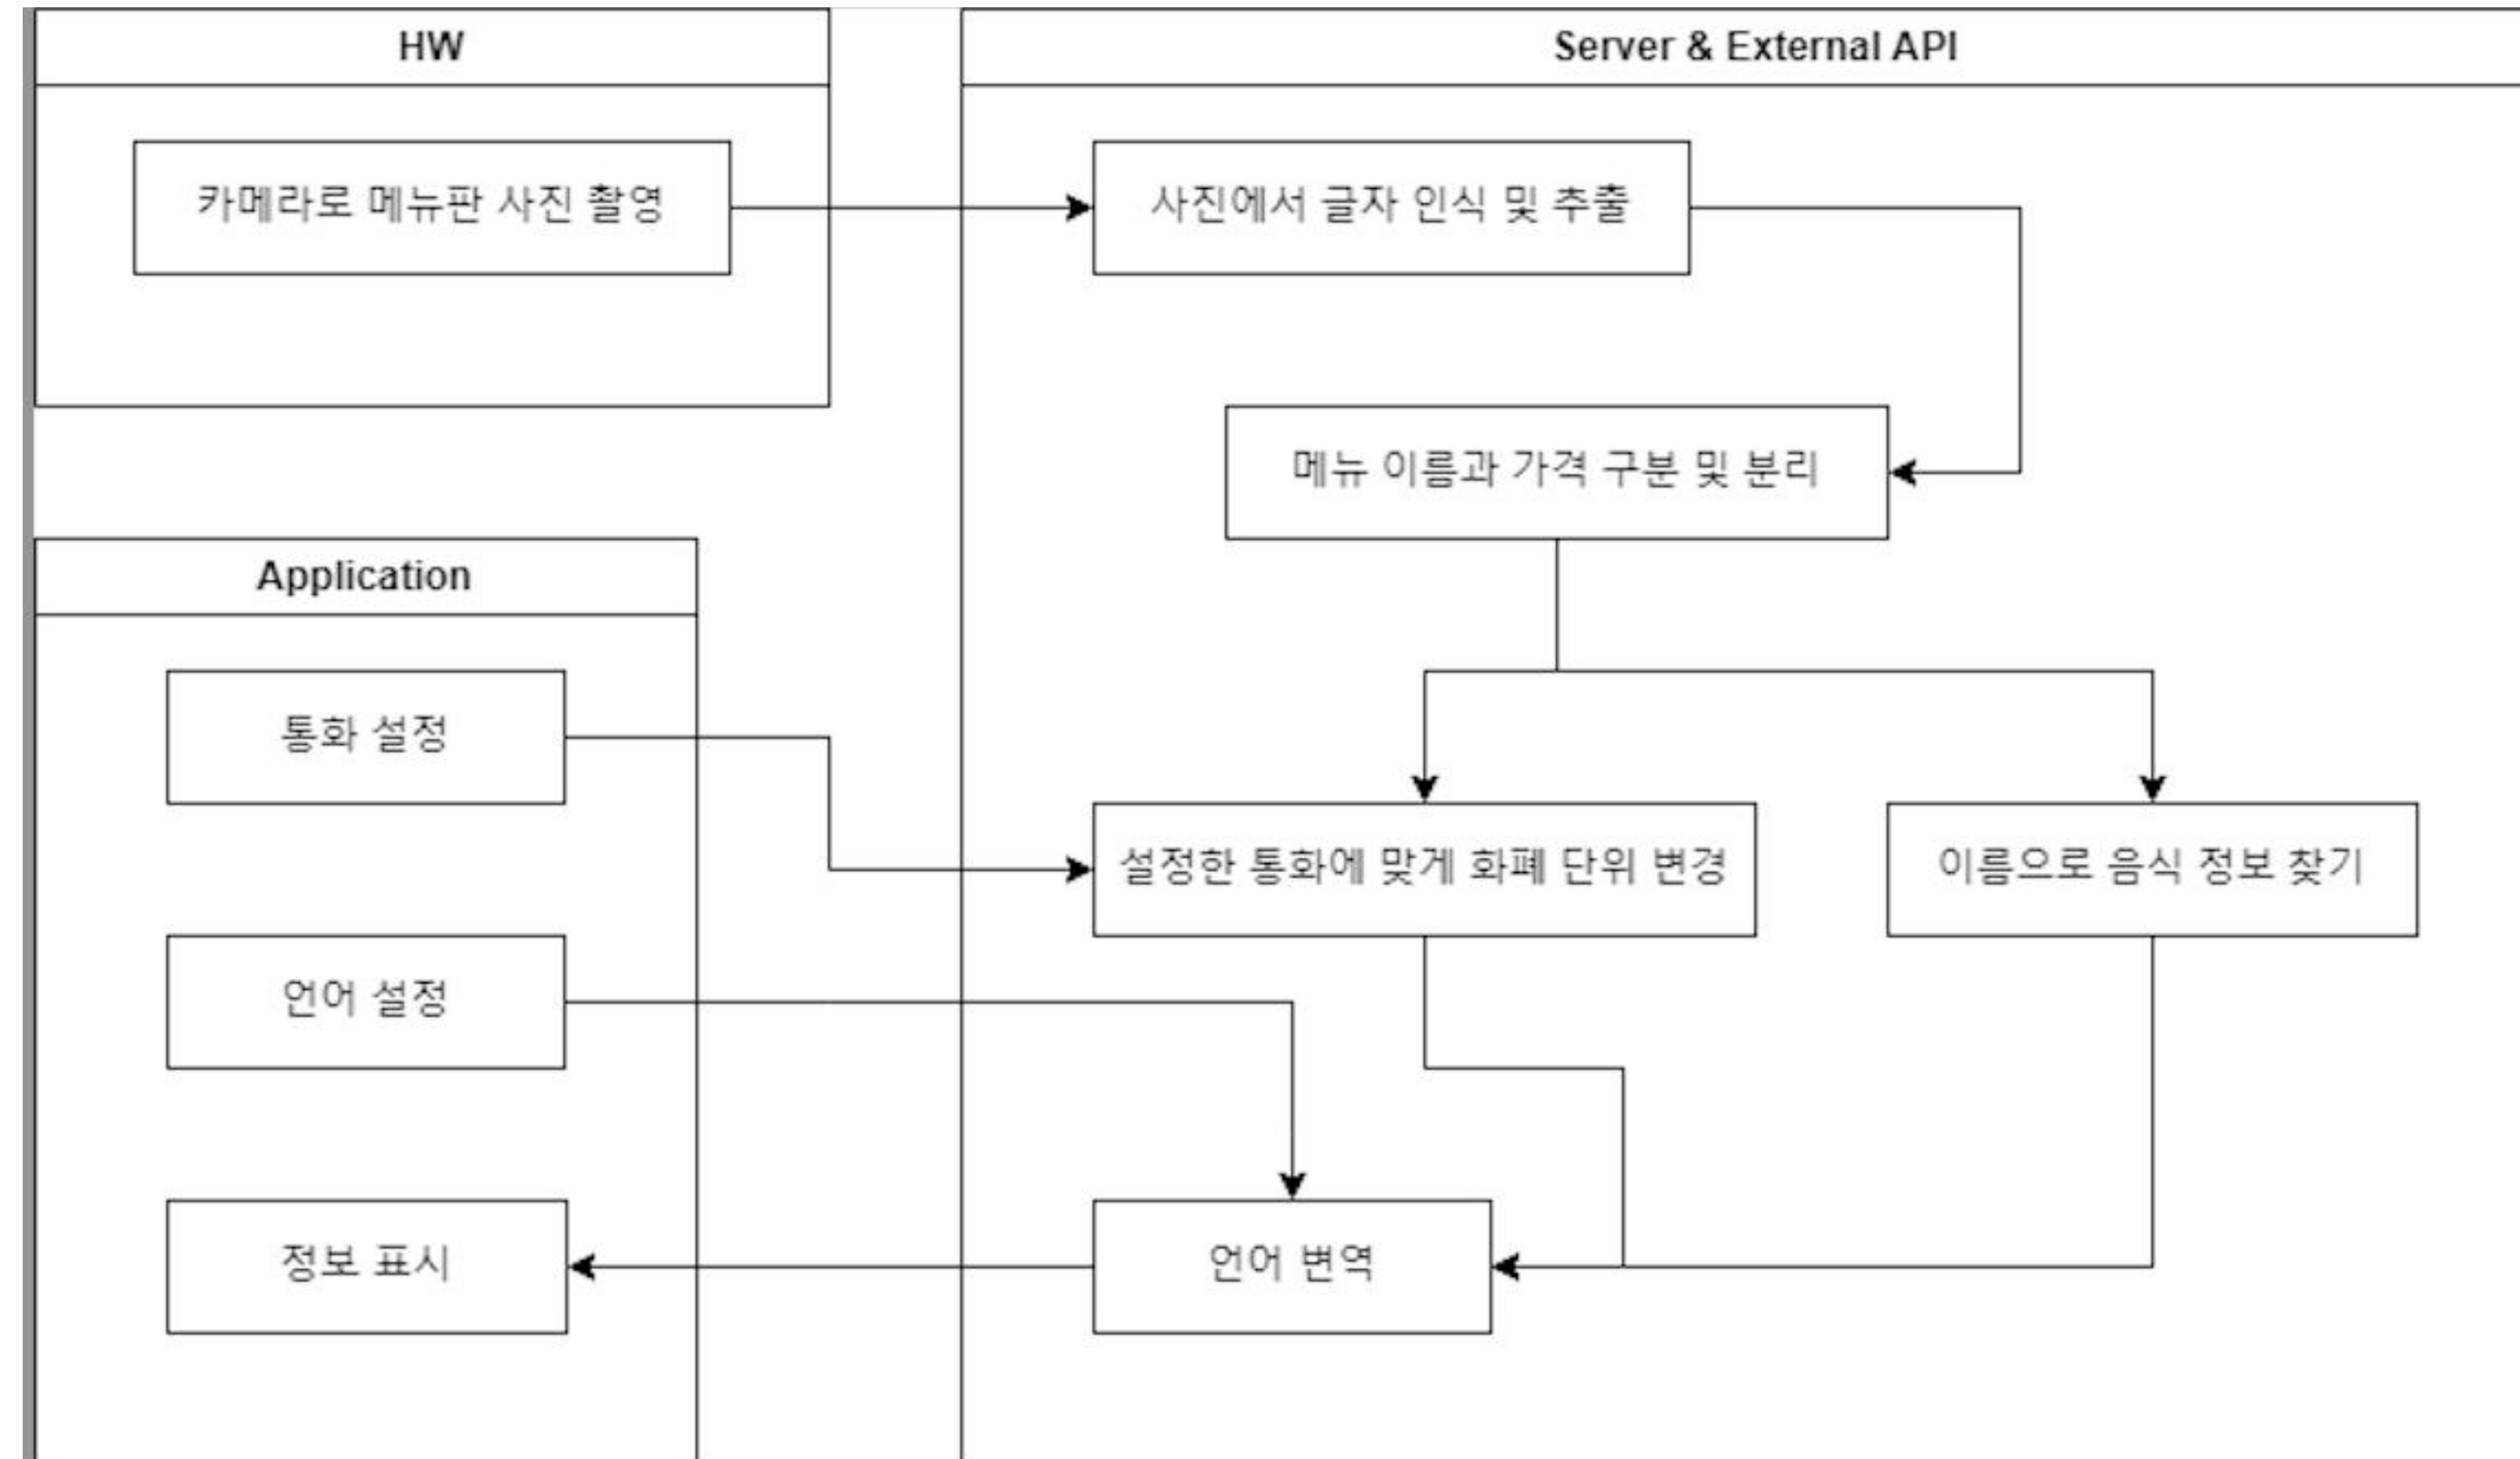 HW
카메라로 메뉴판 사진 촬영
Server & External API
사진에서 글자 인식 및 추출
메뉴 이름과 가격 구분 및 분리
Application
통화 설정
설정한 통화에 맞게 화폐 단위 변경
이름으로 음식 정보 찾기
언어 설정
정보 표시
언어 변역